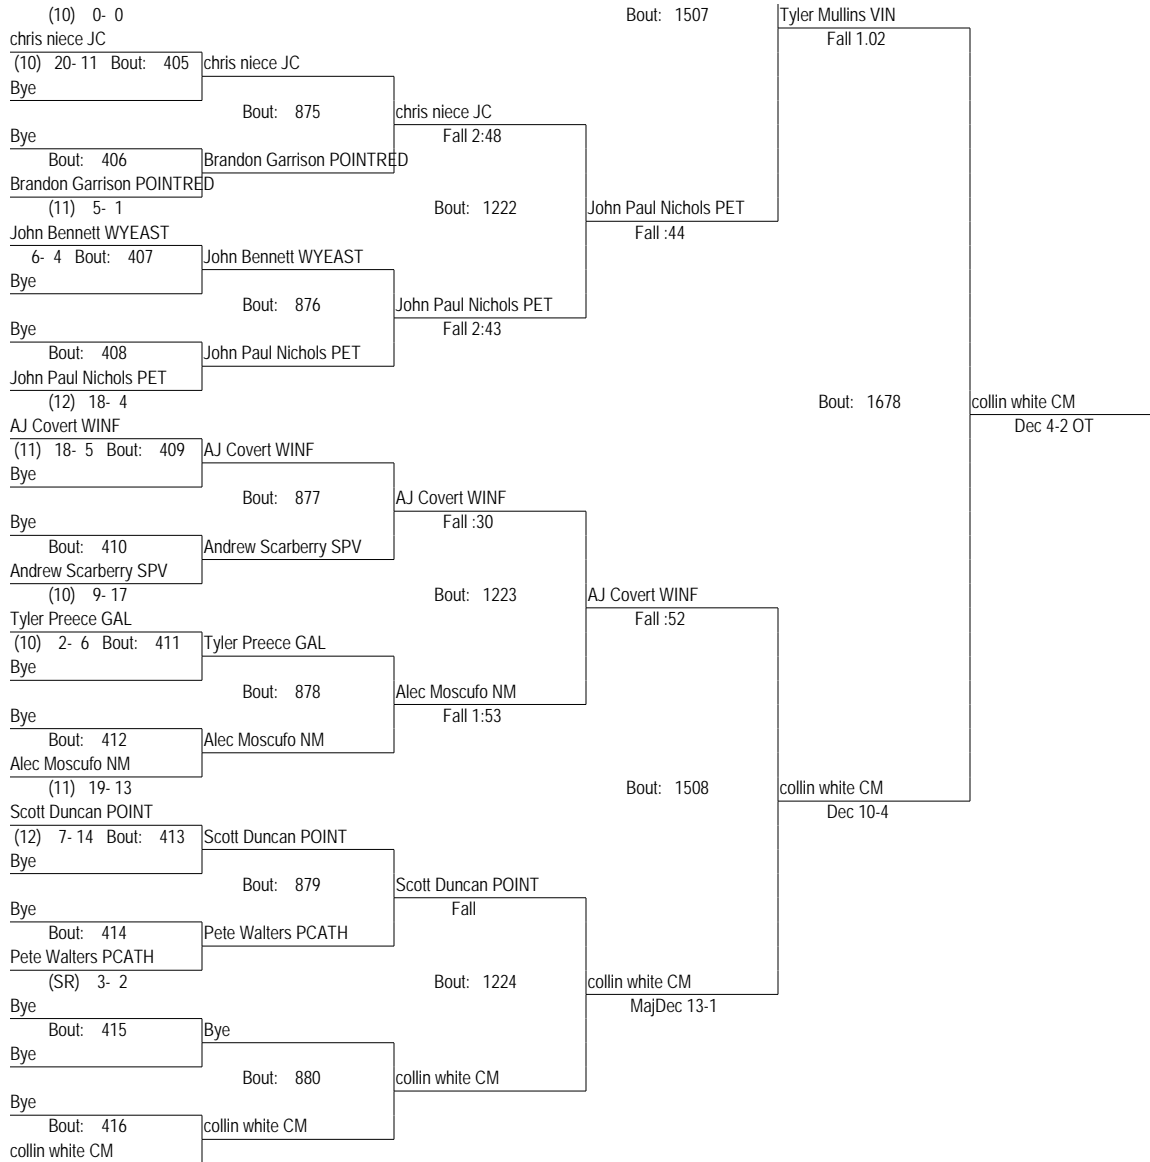 (10) 0- 0
Bout: 1507
Tyler Mullins VIN
chris niece JC
Fall 1.02
(10) 20- 11 Bout: 405
chris niece JC
Bye
Bout: 875
chris niece JC
Bye
Fall 2:48
Bout: 406
Brandon Garrison POINTRED
Brandon Garrison POINTRED
(11) 5- 1
Bout: 1222
John Paul Nichols PET
John Bennett WYEAST
Fall :44
6- 4 Bout: 407
John Bennett WYEAST
Bye
Bout: 876
John Paul Nichols PET
Bye
Fall 2:43
Bout: 408
John Paul Nichols PET
John Paul Nichols PET
(12) 18- 4
Bout: 1678
collin white CM
AJ Covert WINF
Dec 4-2 OT
(11) 18- 5 Bout: 409
AJ Covert WINF
Bye
Bout: 877
AJ Covert WINF
Bye
Fall :30
Bout: 410
Andrew Scarberry SPV
Andrew Scarberry SPV
(10) 9- 17
Bout: 1223
AJ Covert WINF
Tyler Preece GAL
Fall :52
(10) 2- 6 Bout: 411
Tyler Preece GAL
Bye
Bout: 878
Alec Moscufo NM
Bye
Fall 1:53
Bout: 412
Alec Moscufo NM
Alec Moscufo NM
(11) 19- 13
Bout: 1508
collin white CM
Scott Duncan POINT
Dec 10-4
(12) 7- 14 Bout: 413
Scott Duncan POINT
Bye
Bout: 879
Scott Duncan POINT
Bye
Fall
Bout: 414
Pete Walters PCATH
Pete Walters PCATH
(SR) 3- 2
Bout: 1224
collin white CM
Bye
MajDec 13-1
Bout: 415
Bye
Bye
Bout: 880
collin white CM
Bye
Bout: 416
collin white CM
collin white CM